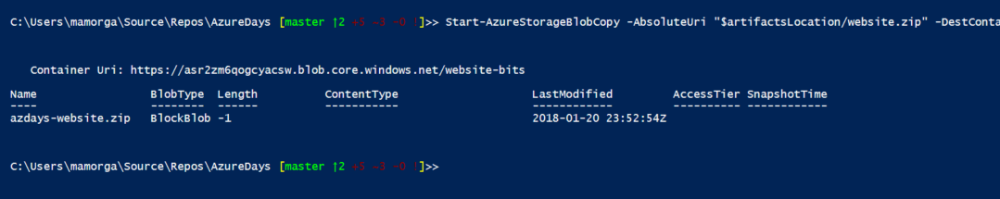 C:\Users\mamorga\Source\Repos\AzureDays [master ↑2 +5 ~3 -0 !]>> Start-AzureStorageBlobCopy -AbsoluteUri "$artifactsLocation/website.zip" -DestConta
Container Uri: https://asr2zm6qogcyacsw.blob.core.windows.net/website-bits
Name BlobType Length ContentType LastModified AccessTier SnapshotTime
---- -------- ------ ----------- ------------ ---------- ------------
azdays-website.zip BlockBlob -1 2018-01-20 23:52:54Z
C:\Users\mamorga\Source\Repos\AzureDays [master ↑2 +5 ~3 -0 !]>>